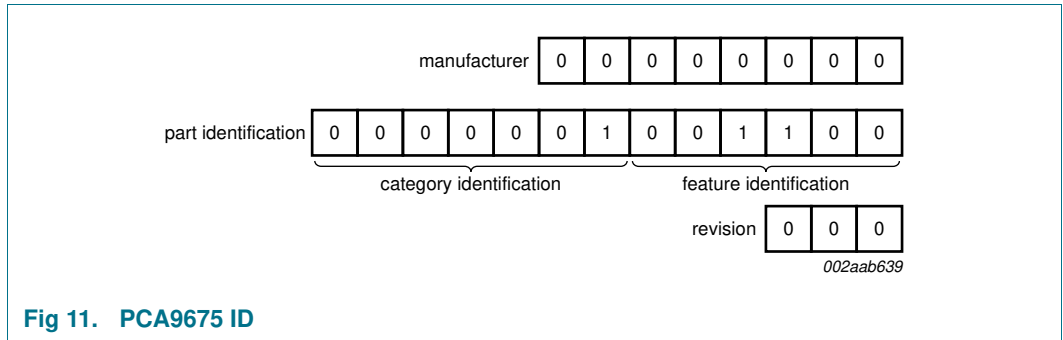 manufacturer 0 0 0 0 0 0 0 0
part identification 0 0 0 0 0 0 1 0 0 1 1 0 0
category identification feature identification
revision 0 0 0
002aab639
Fig 11. PCA9675 ID